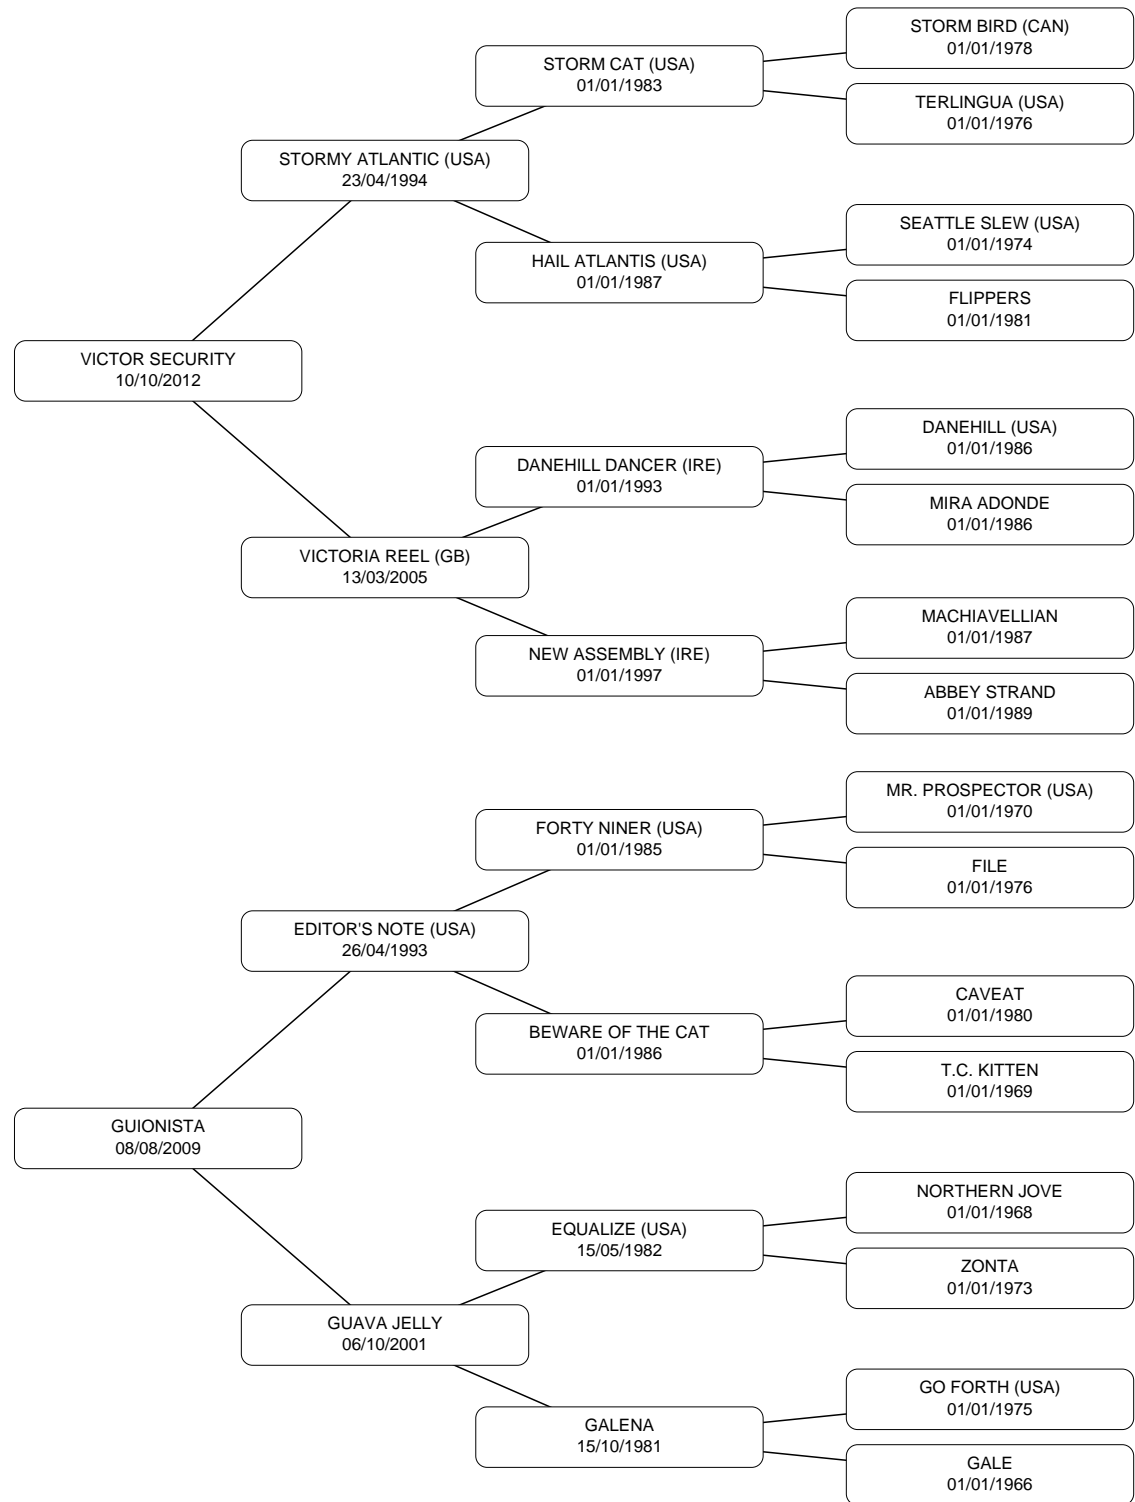 STORM BIRD (CAN)
01/01/1978
STORM CAT (USA)
01/01/1983
TERLINGUA (USA)
01/01/1976
STORMY ATLANTIC (USA)
23/04/1994
SEATTLE SLEW (USA)
01/01/1974
HAIL ATLANTIS (USA)
01/01/1987
FLIPPERS
01/01/1981
VICTOR SECURITY
10/10/2012
DANEHILL (USA)
01/01/1986
DANEHILL DANCER (IRE)
01/01/1993
MIRA ADONDE
01/01/1986
VICTORIA REEL (GB)
13/03/2005
MACHIAVELLIAN
01/01/1987
NEW ASSEMBLY (IRE)
01/01/1997
ABBEY STRAND
01/01/1989
MR. PROSPECTOR (USA)
01/01/1970
FORTY NINER (USA)
01/01/1985
FILE
01/01/1976
EDITOR'S NOTE (USA)
26/04/1993
CAVEAT
01/01/1980
BEWARE OF THE CAT
01/01/1986
T.C. KITTEN
01/01/1969
GUIONISTA
08/08/2009
NORTHERN JOVE
01/01/1968
EQUALIZE (USA)
15/05/1982
ZONTA
01/01/1973
GUAVA JELLY
06/10/2001
GO FORTH (USA)
01/01/1975
GALENA
15/10/1981
GALE
01/01/1966